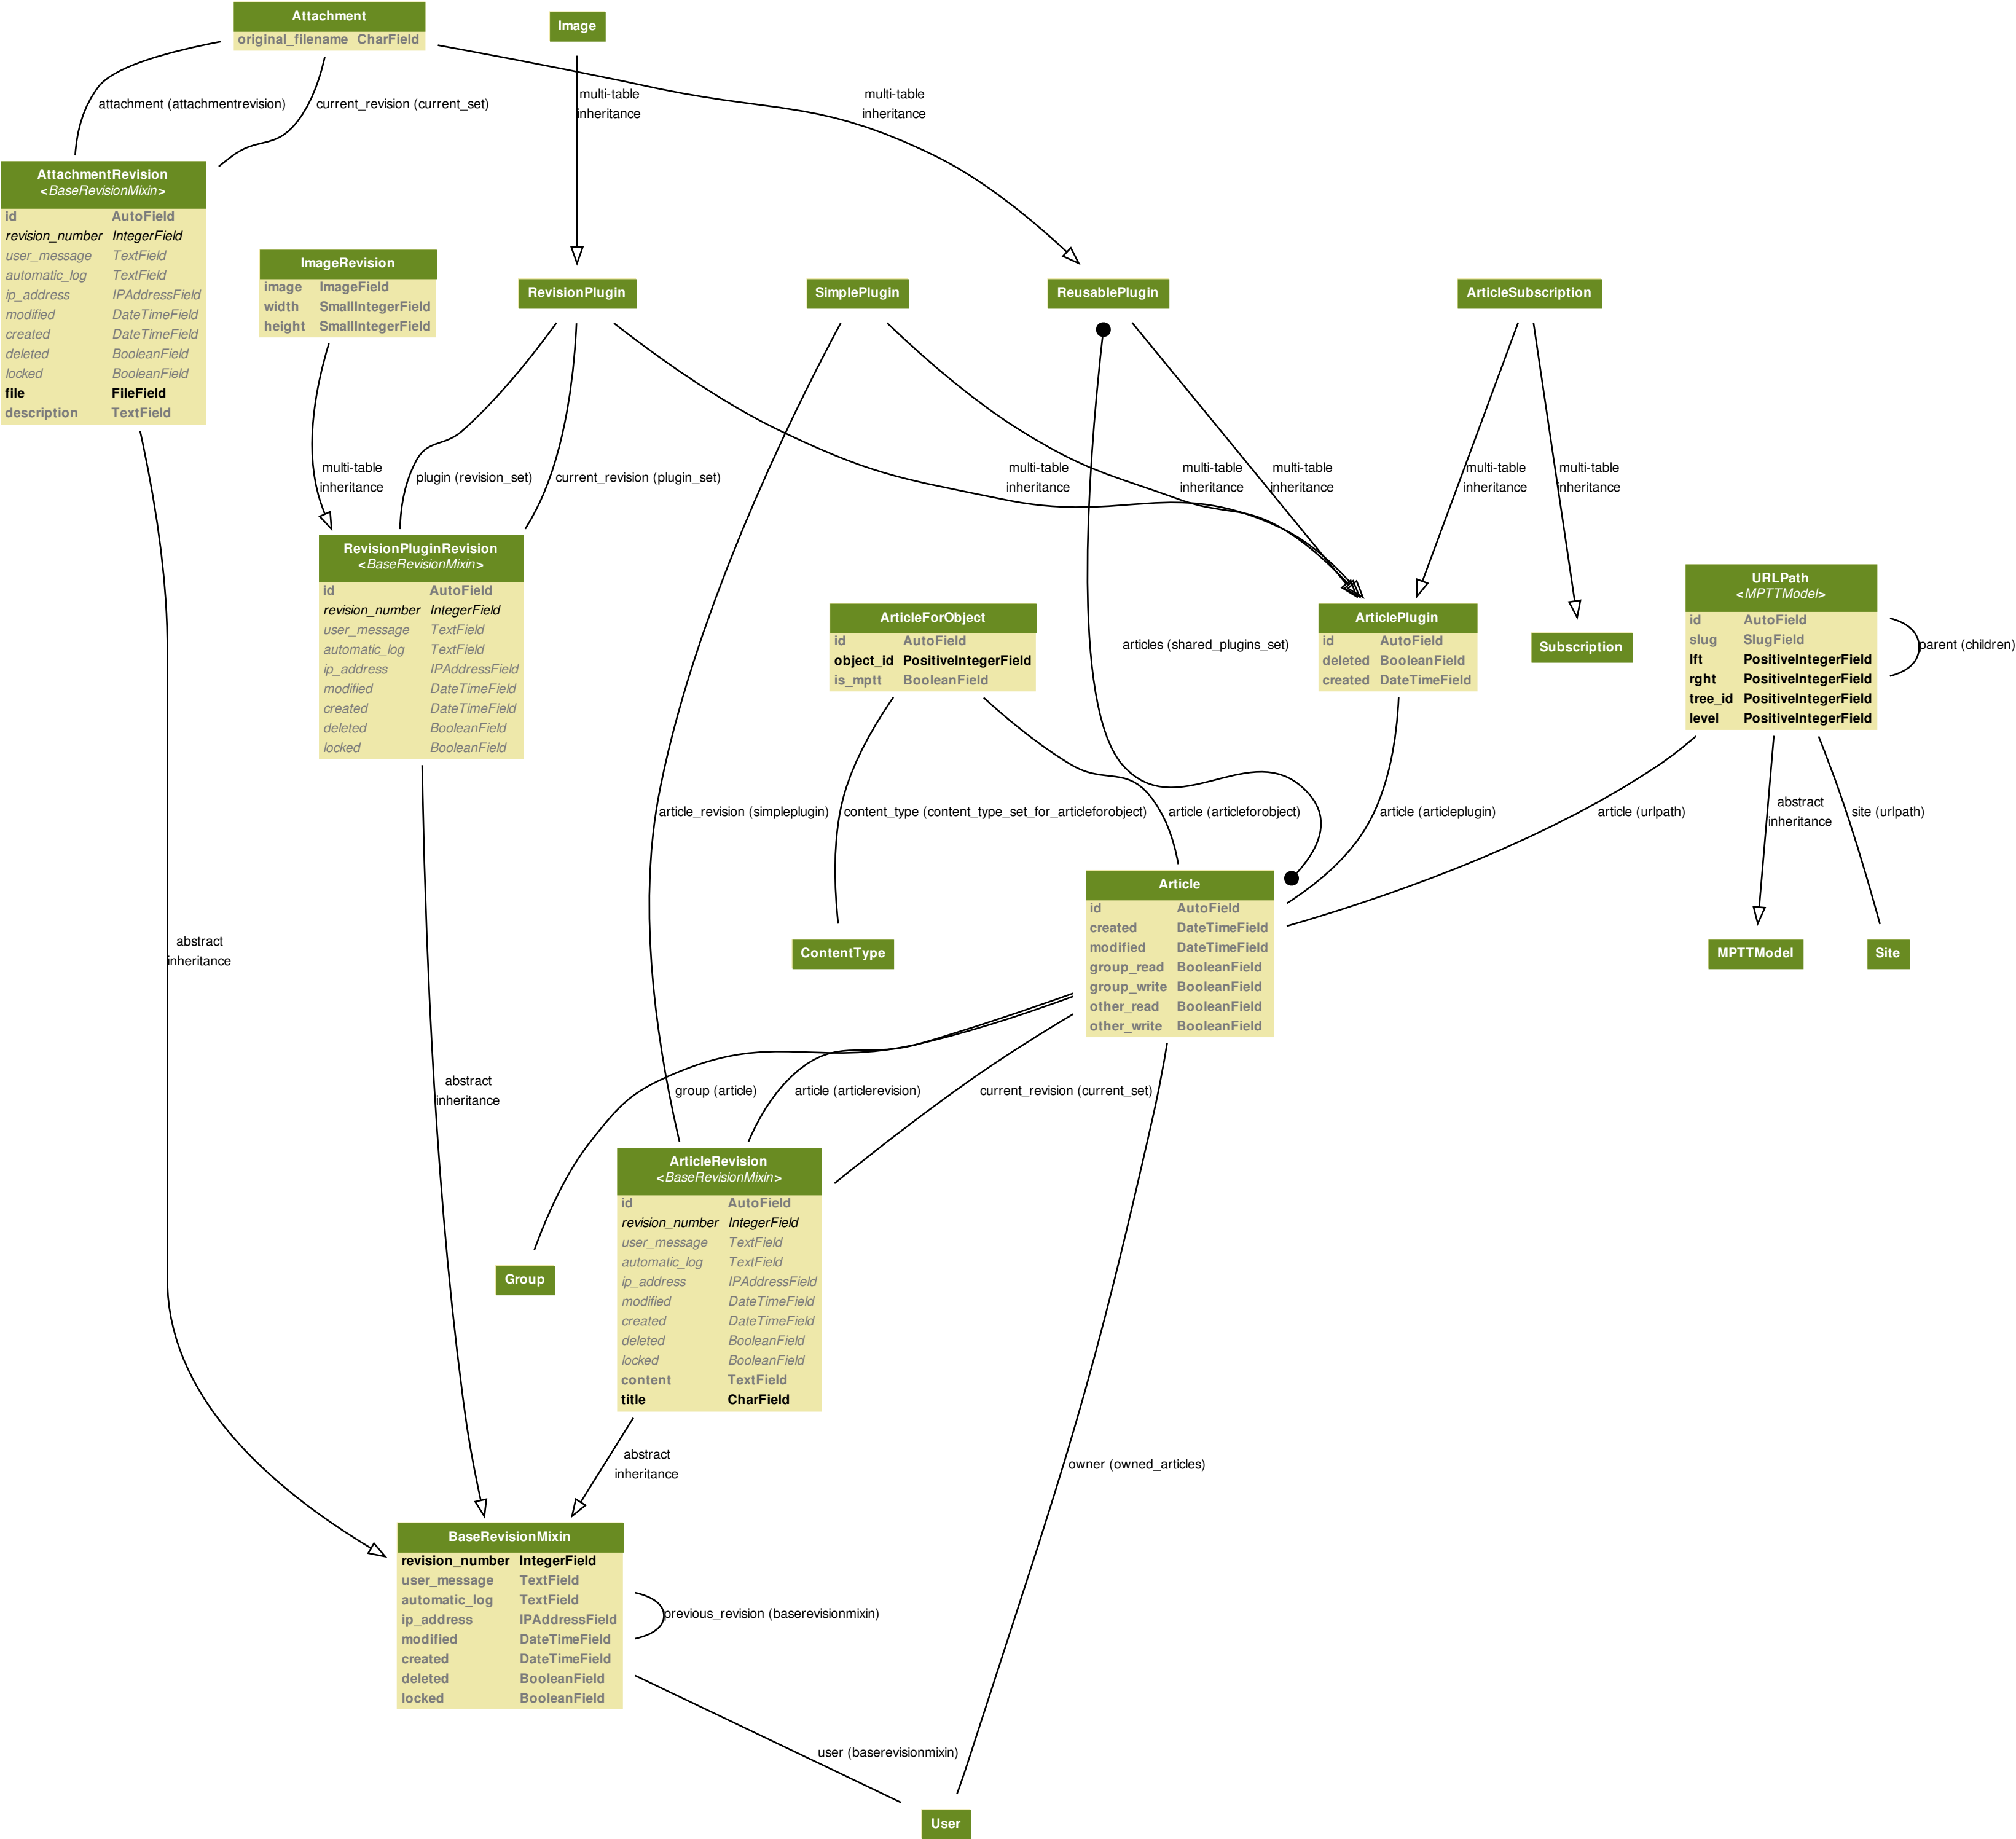 Attachment
original_filename CharField
Image
attachment (attachmentrevision)
current_revision (current_set)
multi-table
inheritance
multi-table
inheritance
AttachmentRevision
<BaseRevisionMixin>
id AutoField
revision_number IntegerField
user_message TextField
automatic_log TextField
ip_address IPAddressField
modified DateTimeField
created DateTimeField
deleted BooleanField
locked BooleanField
file FileField
description TextField
ImageRevision
image ImageField
width SmallIntegerField
height SmallIntegerField
RevisionPlugin
SimplePlugin
ReusablePlugin
ArticleSubscription
multi-table
inheritance
plugin (revision_set)
current_revision (plugin_set)
multi-table
inheritance
multi-table
inheritance
multi-table
inheritance
multi-table
inheritance
multi-table
inheritance
RevisionPluginRevision
<BaseRevisionMixin>
id AutoField
revision_number IntegerField
user_message TextField
automatic_log TextField
ip_address IPAddressField
modified DateTimeField
created DateTimeField
deleted BooleanField
locked BooleanField
ArticleForObject
id AutoField
object_id PositiveIntegerField
is_mptt BooleanField
articles (shared_plugins_set)
ArticlePlugin
id AutoField
deleted BooleanField
created DateTimeField
Subscription
URLPath
<MPTTModel>
id AutoField
slug SlugField
lft PositiveIntegerField
rght PositiveIntegerField
tree_id PositiveIntegerField
level PositiveIntegerField
parent (children)
article_revision (simpleplugin)
content_type (content_type_set_for_articleforobject)
article (articleforobject)
article (articleplugin)
article (urlpath)
abstract
inheritance
site (urlpath)
Article
id AutoField
created DateTimeField
modified DateTimeField
group_read BooleanField
group_write BooleanField
other_read BooleanField
other_write BooleanField
ContentType
MPTTModel
Site
abstract
inheritance
abstract
inheritance
group (article)
article (articlerevision)
current_revision (current_set)
ArticleRevision
<BaseRevisionMixin>
id AutoField
revision_number IntegerField
user_message TextField
automatic_log TextField
ip_address IPAddressField
modified DateTimeField
created DateTimeField
deleted BooleanField
locked BooleanField
content TextField
title CharField
Group
abstract
inheritance
owner (owned_articles)
BaseRevisionMixin
revision_number IntegerField
user_message TextField
automatic_log TextField
ip_address IPAddressField
modified DateTimeField
created DateTimeField
deleted BooleanField
locked BooleanField
previous_revision (baserevisionmixin)
user (baserevisionmixin)
User